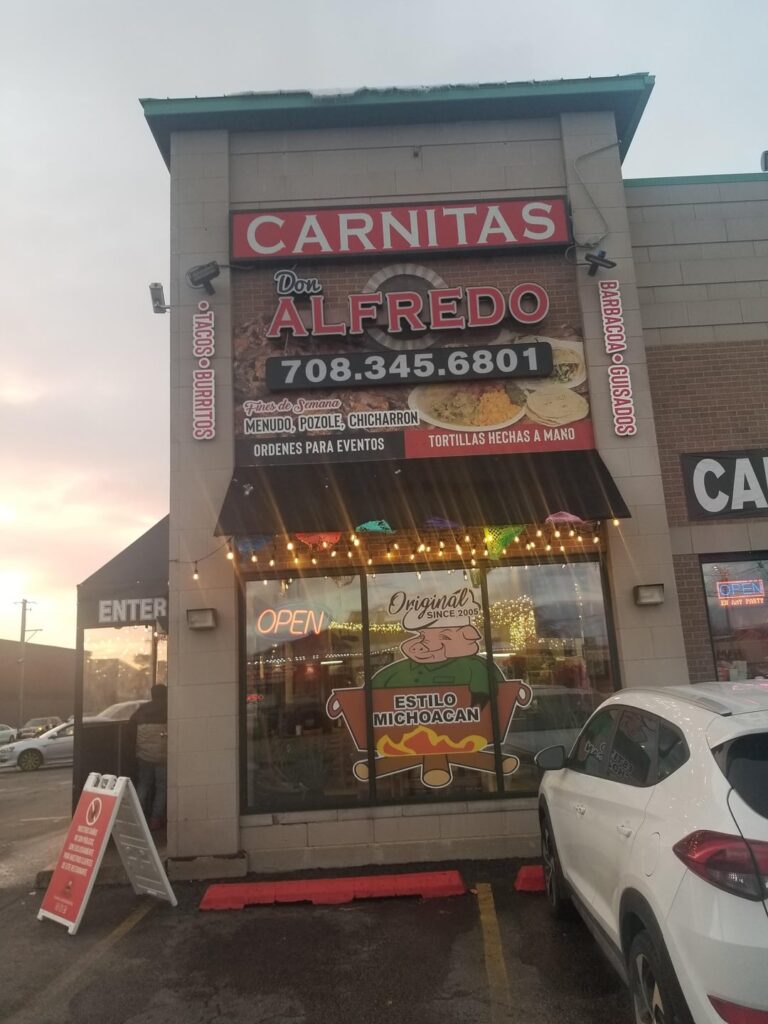 CARNITAS
Don
ALFREDO
708.345.6801
• TACOS • BURRITOS
BARBACOA • GUISADOS
Fines de Semana
MENUDO, POZOLE, CHICHARRON
ORDENES PARA EVENTOS
TORTILLAS HECHAS A MANO
CA
ENTER
OPEN
Original
SINCE 2005
ESTILO
MICHOACAN
OPEN